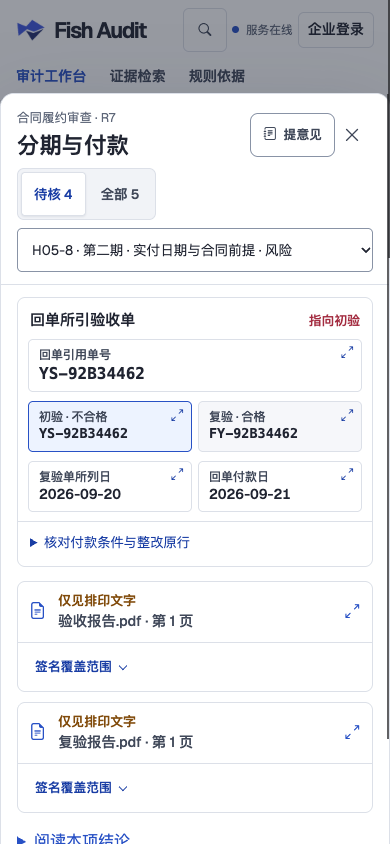 Fish Audit
服务在线
企业登录
审计工作台 证据检索 规则依据
合同履约审查 · R7
分期与付款
提意见
待核 4
全部 5
H05-8 · 第二期 · 实付日期与合同前提 · 风险
回单所引验收单
指向初验
回单引用单号
YS–92B34462
初验 · 不合格
YS–92B34462
复验 · 合格
FY–92B34462
复验单所列日
2026-09-20
回单付款日
2026-09-21
核对付款条件与整改原行
仅见排印文字
验收报告.pdf · 第 1 页
签名覆盖范围
仅见排印文字
复验报告.pdf · 第 1 页
签名覆盖范围
阅读本项结论